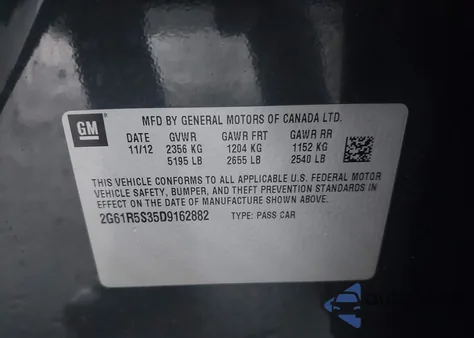 GM
MFD BY GENERAL MOTORS OF CANADA LTD.
11/12 GVWR GAWR FRT GAWR RR
2356 KG 1204 KG 1152 KG
5195 LB 2655 LB 2540 LB
THIS VEHICLE CONFORMS TO ALL APPLICABLE U.S. FEDERAL MOTOR
VEHICLE SAFETY, BUMPER, AND THEFT PREVENTION STANDARDS IN
EFFECT ON THE DATE OF MANUFACTURE SHOWN ABOVE.
2G61R5S35D9162882 TYPE: PASS CAR